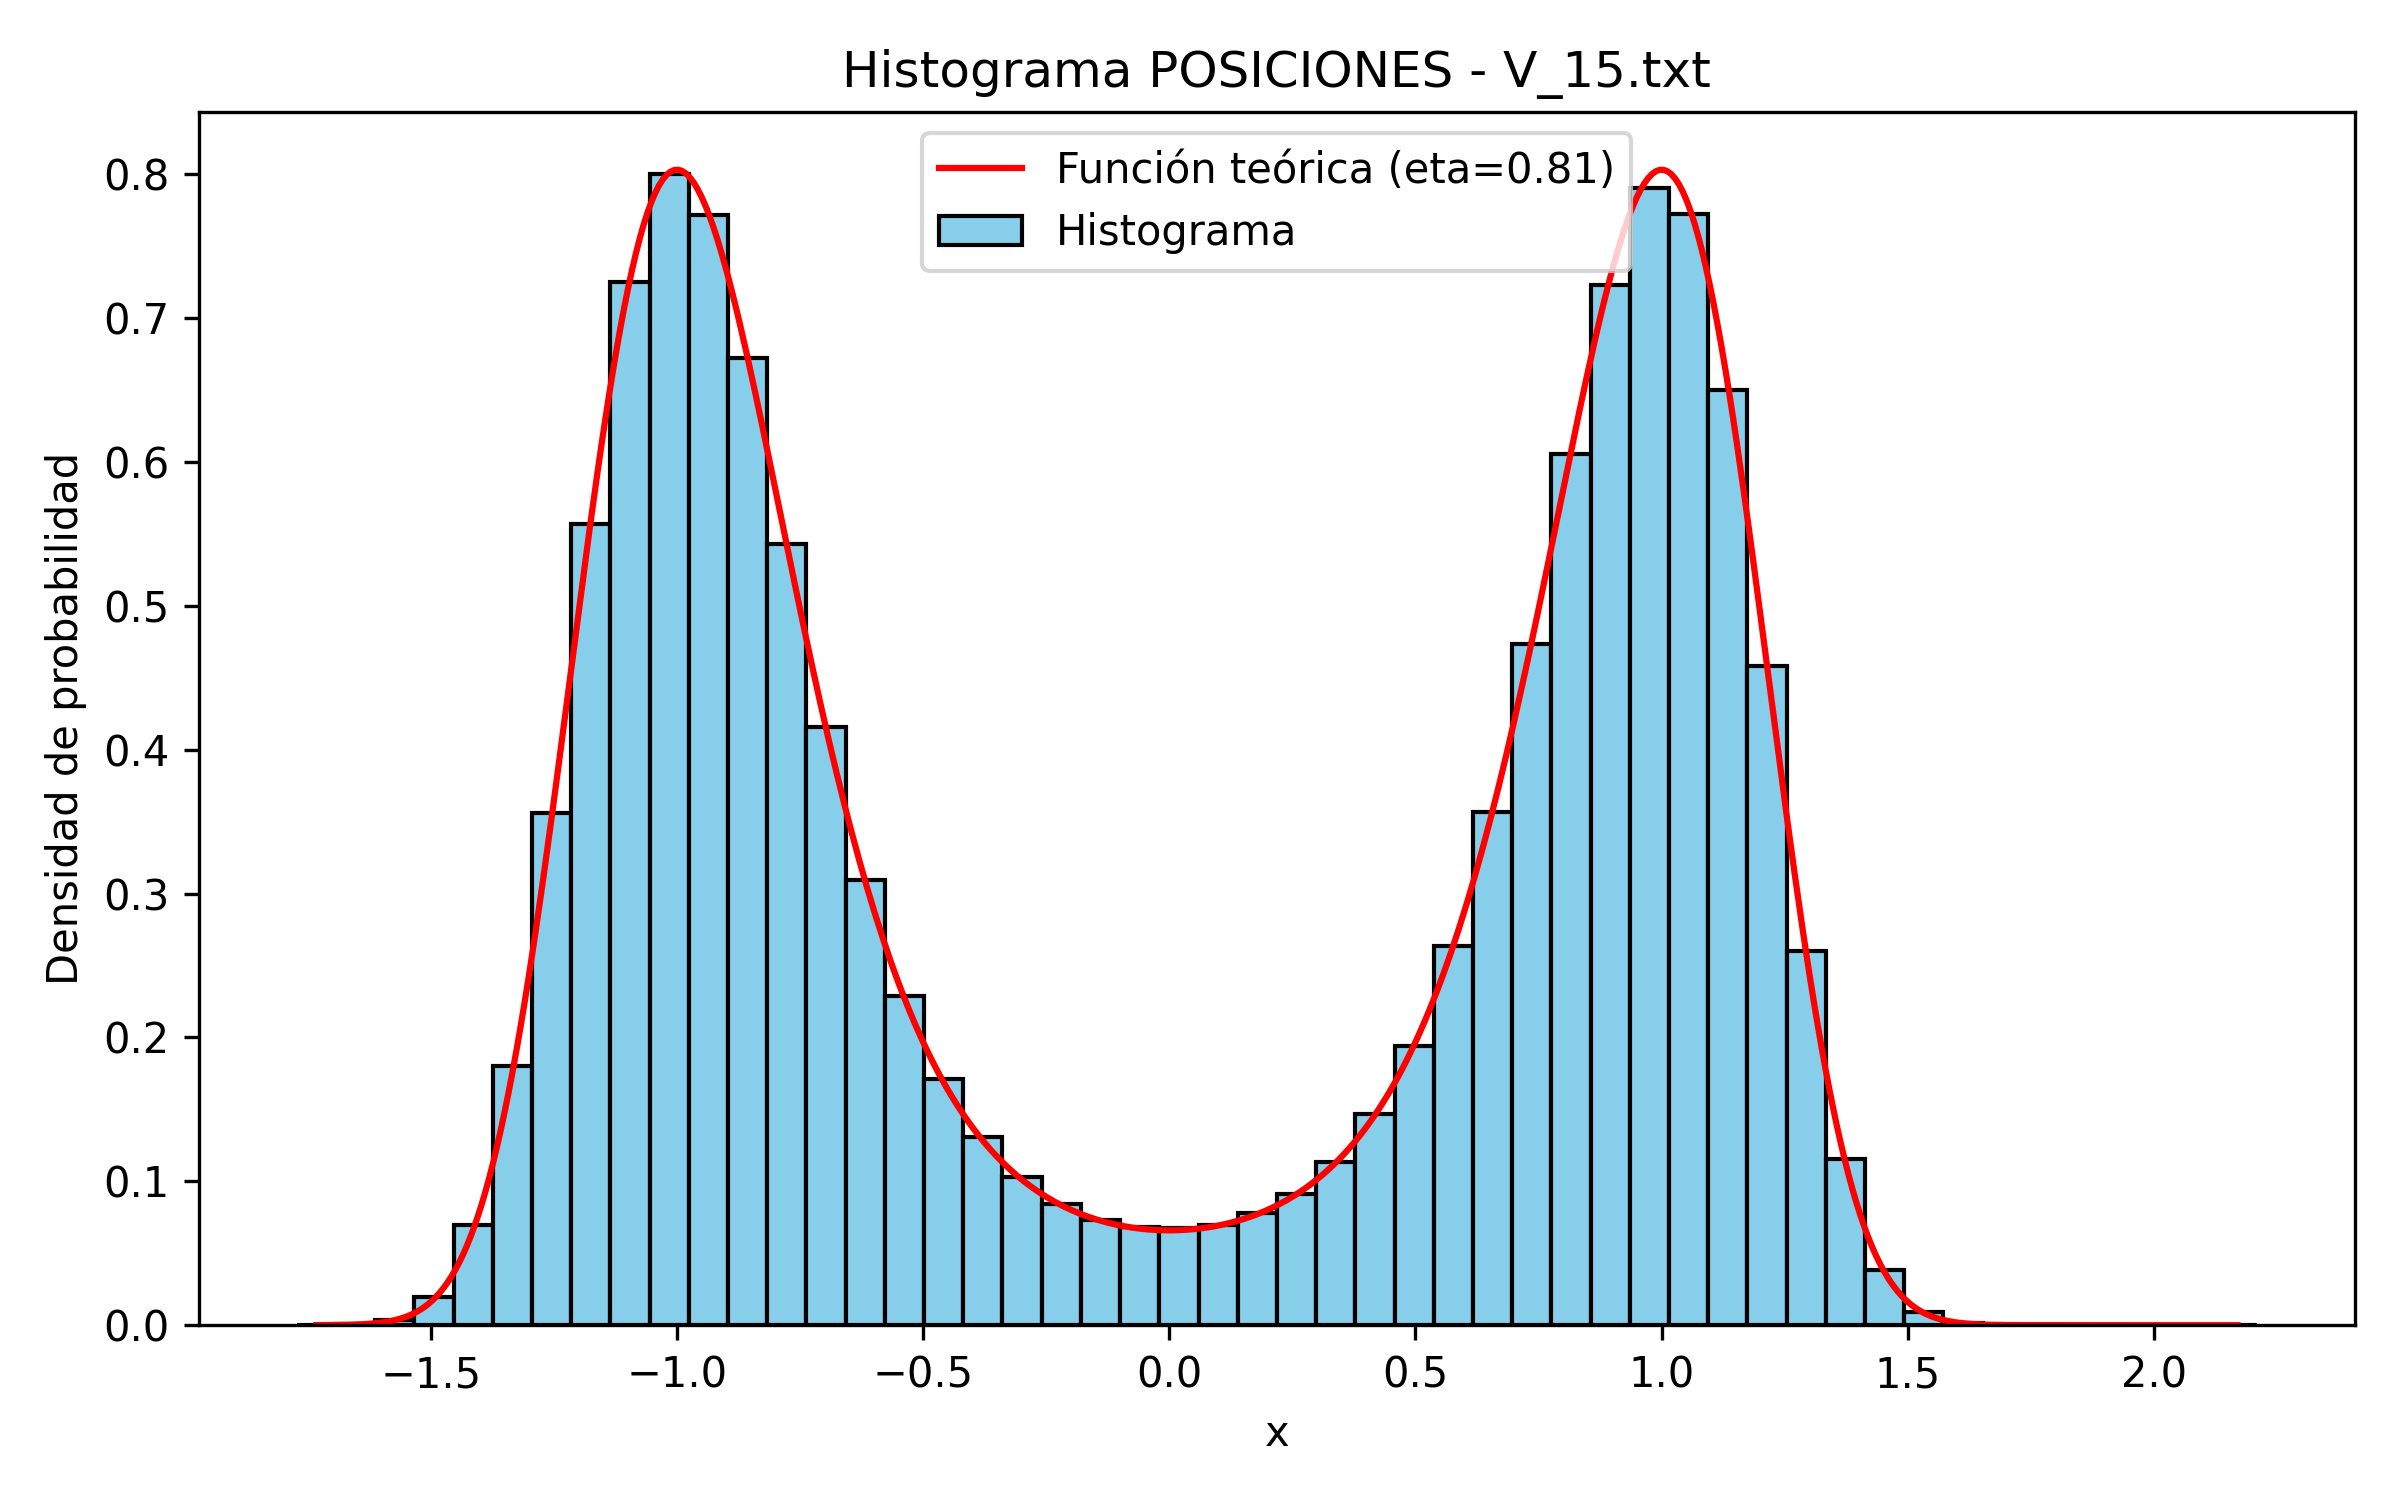 Histograma POSICIONES - V_15.txt
Función teórica (eta=0.81)
Histograma
Densidad de probabilidad
0.8
0.7
0.6
0.5
0.4
0.3
0.2
0.1
0.0
−1.5 −1.0 −0.5 0.0 0.5 1.0 1.5 2.0
x